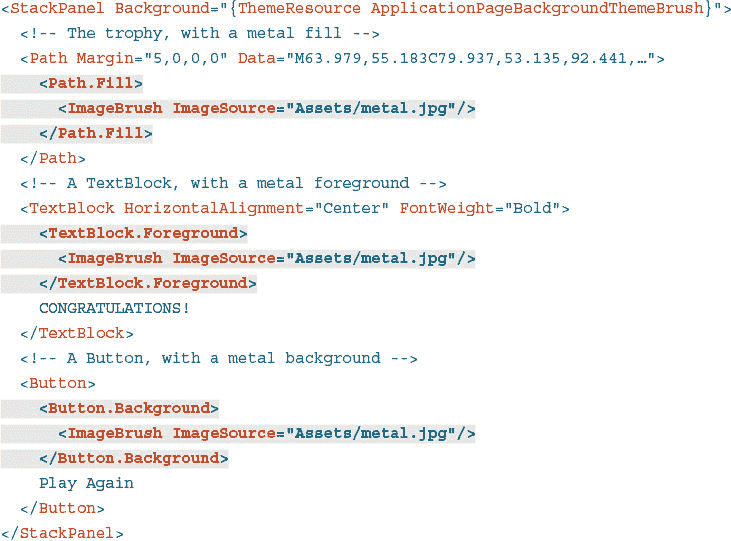 <StackPanel Background="{ThemeResource ApplicationPageBackgroundThemeBrush}">
  <!-- The trophy, with a metal fill -->
  <Path Margin="5,0,0,0" Data="M63.979,55.183C79.937,53.135,92.441,…">
    <Path.Fill>
      <ImageBrush ImageSource="Assets/metal.jpg"/>
    </Path.Fill>
  </Path>
  <!-- A TextBlock, with a metal foreground -->
  <TextBlock HorizontalAlignment="Center" FontWeight="Bold">
    <TextBlock.Foreground>
      <ImageBrush ImageSource="Assets/metal.jpg"/>
    </TextBlock.Foreground>
    CONGRATULATIONS!
  </TextBlock>
  <!-- A Button, with a metal background -->
  <Button>
    <Button.Background>
      <ImageBrush ImageSource="Assets/metal.jpg"/>
    </Button.Background>
    Play Again
  </Button>
</StackPanel>